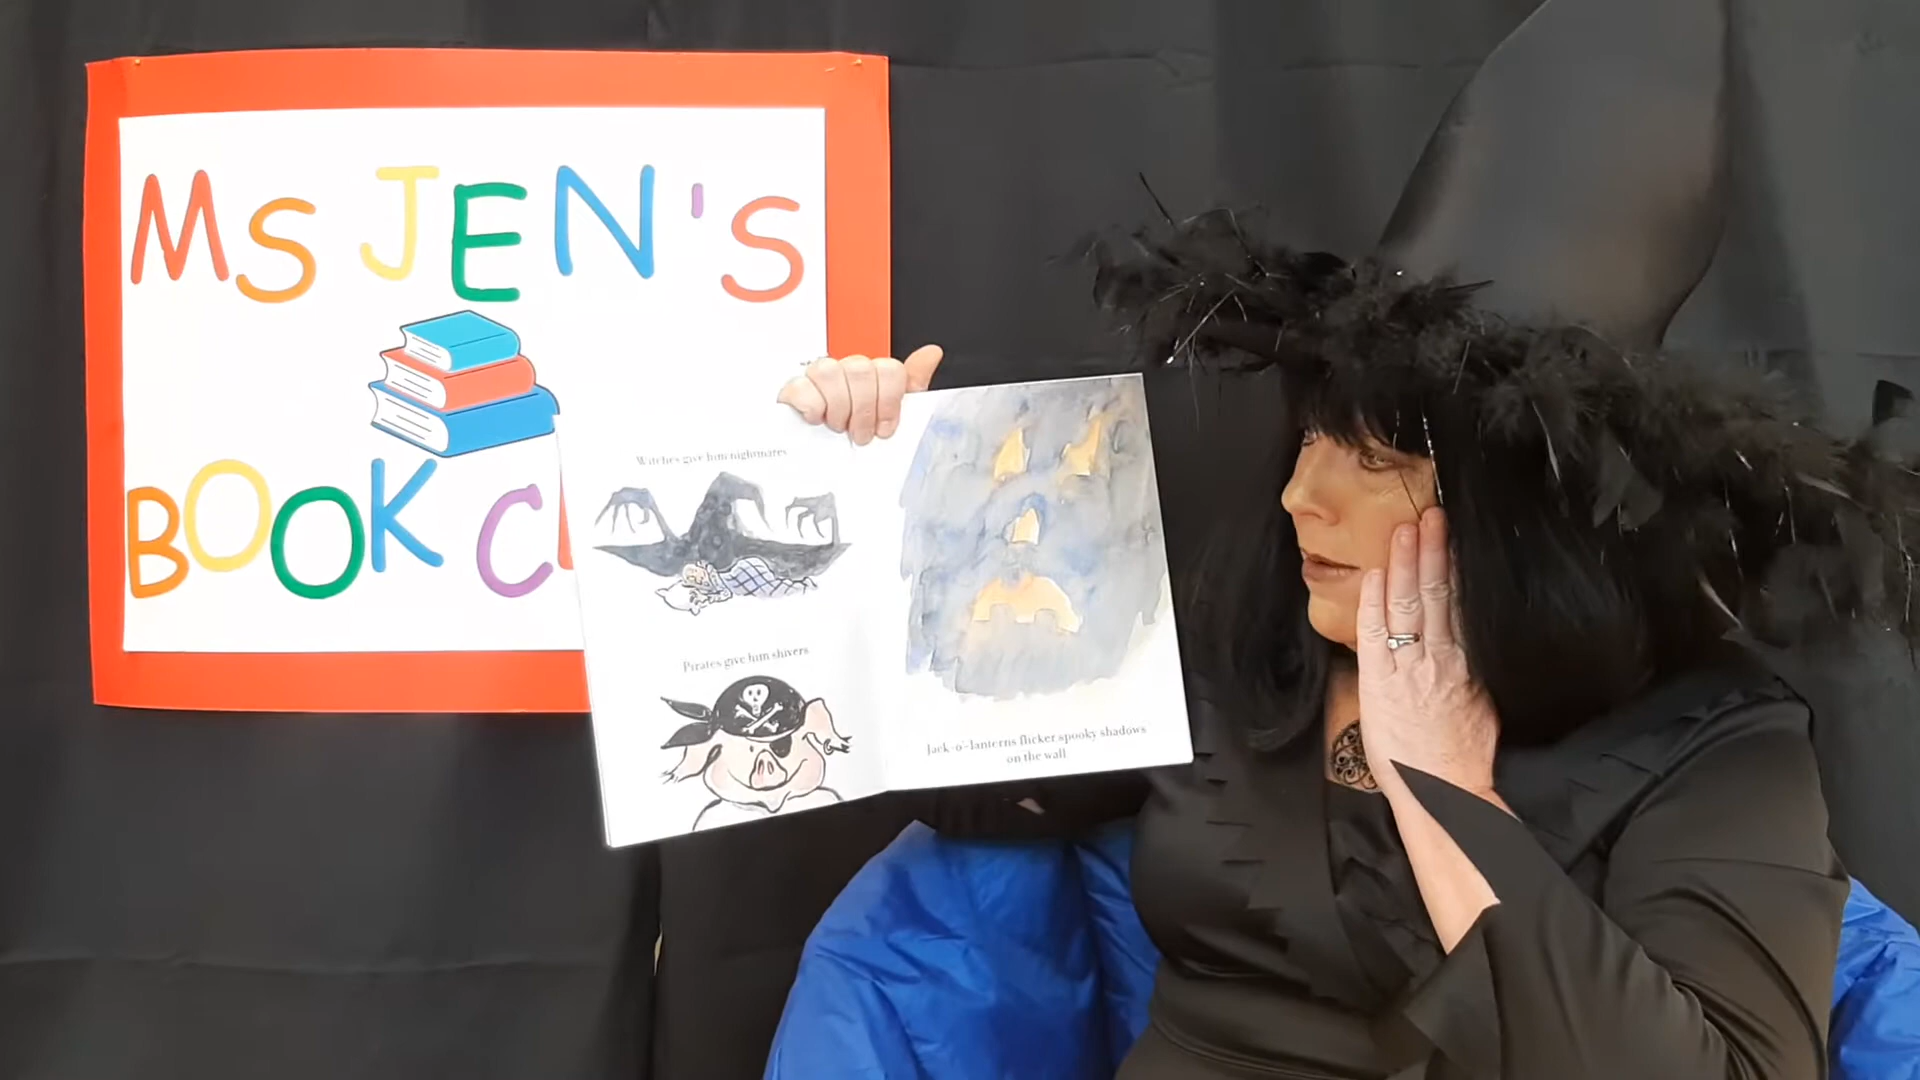 MS JEN'S
BOOK C
Witches give him nightmares
Pirates give him shivers
Jack-o'-lanterns flicker spooky shadows
on the wall